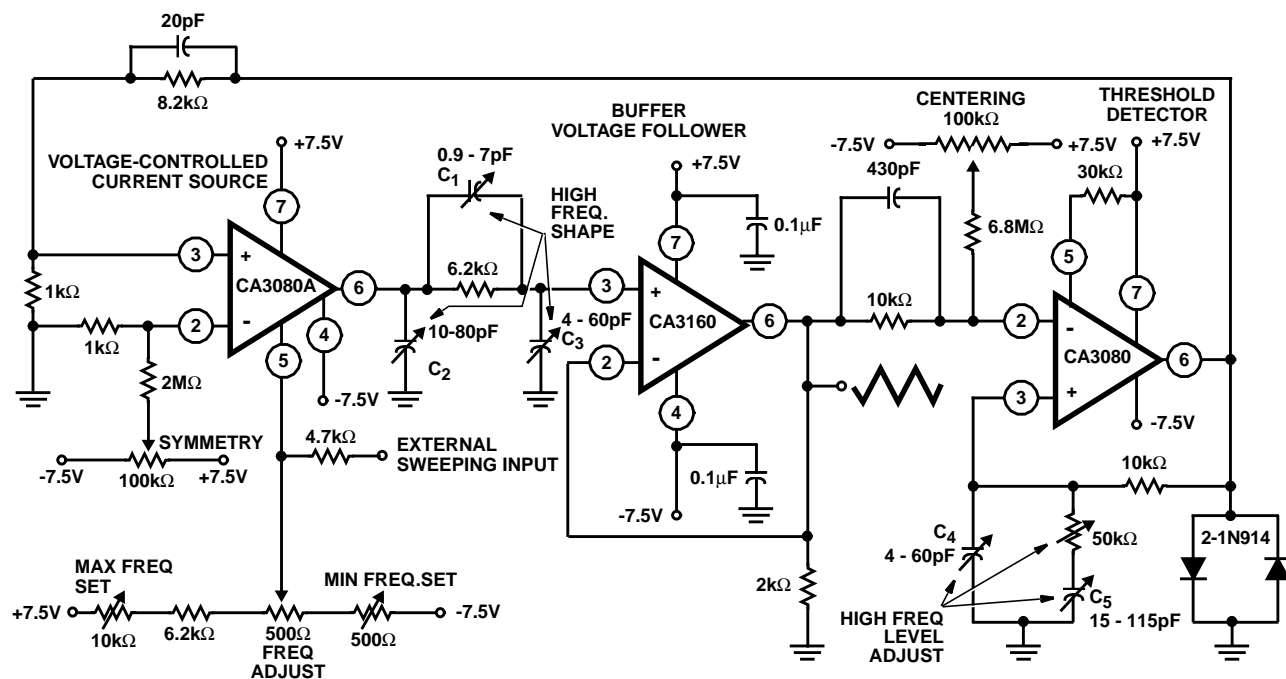 20pF
8.2kΩ
+7.5V
VOLTAGE-CONTROLLED
CURRENT SOURCE
7
3
+
CA3080A
6
1kΩ
1kΩ
2
-
4
5
-7.5V
2MΩ
SYMMETRY
-7.5V
100kΩ
+7.5V
4.7kΩ
EXTERNAL
SWEEPING INPUT
MAX FREQ
SET
MIN FREQ.SET
+7.5V
10kΩ
6.2kΩ
500Ω
FREQ
ADJUST
500Ω
-7.5V
0.9 - 7pF
C1
HIGH
FREQ.
SHAPE
6.2kΩ
10-80pF
C2
4 - 60pF
C3
BUFFER
VOLTAGE FOLLOWER
+7.5V
0.1μF
7
3
+
CA3160
6
2
-
4
0.1μF
-7.5V
2kΩ
430pF
10kΩ
CENTERING
100kΩ
-7.5V
+7.5V
6.8MΩ
THRESHOLD
DETECTOR
+7.5V
30kΩ
5
7
2
-
CA3080
6
3
+
4
-7.5V
10kΩ
C4
4 - 60pF
50kΩ
C5
15 - 115pF
HIGH FREQ
LEVEL
ADJUST
2-1N914